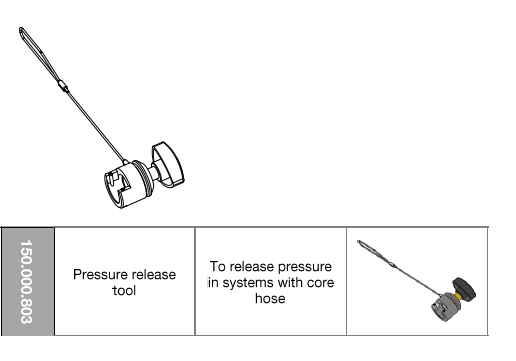 150.000.803
Pressure release
tool
To release pressure
in systems with core
hose